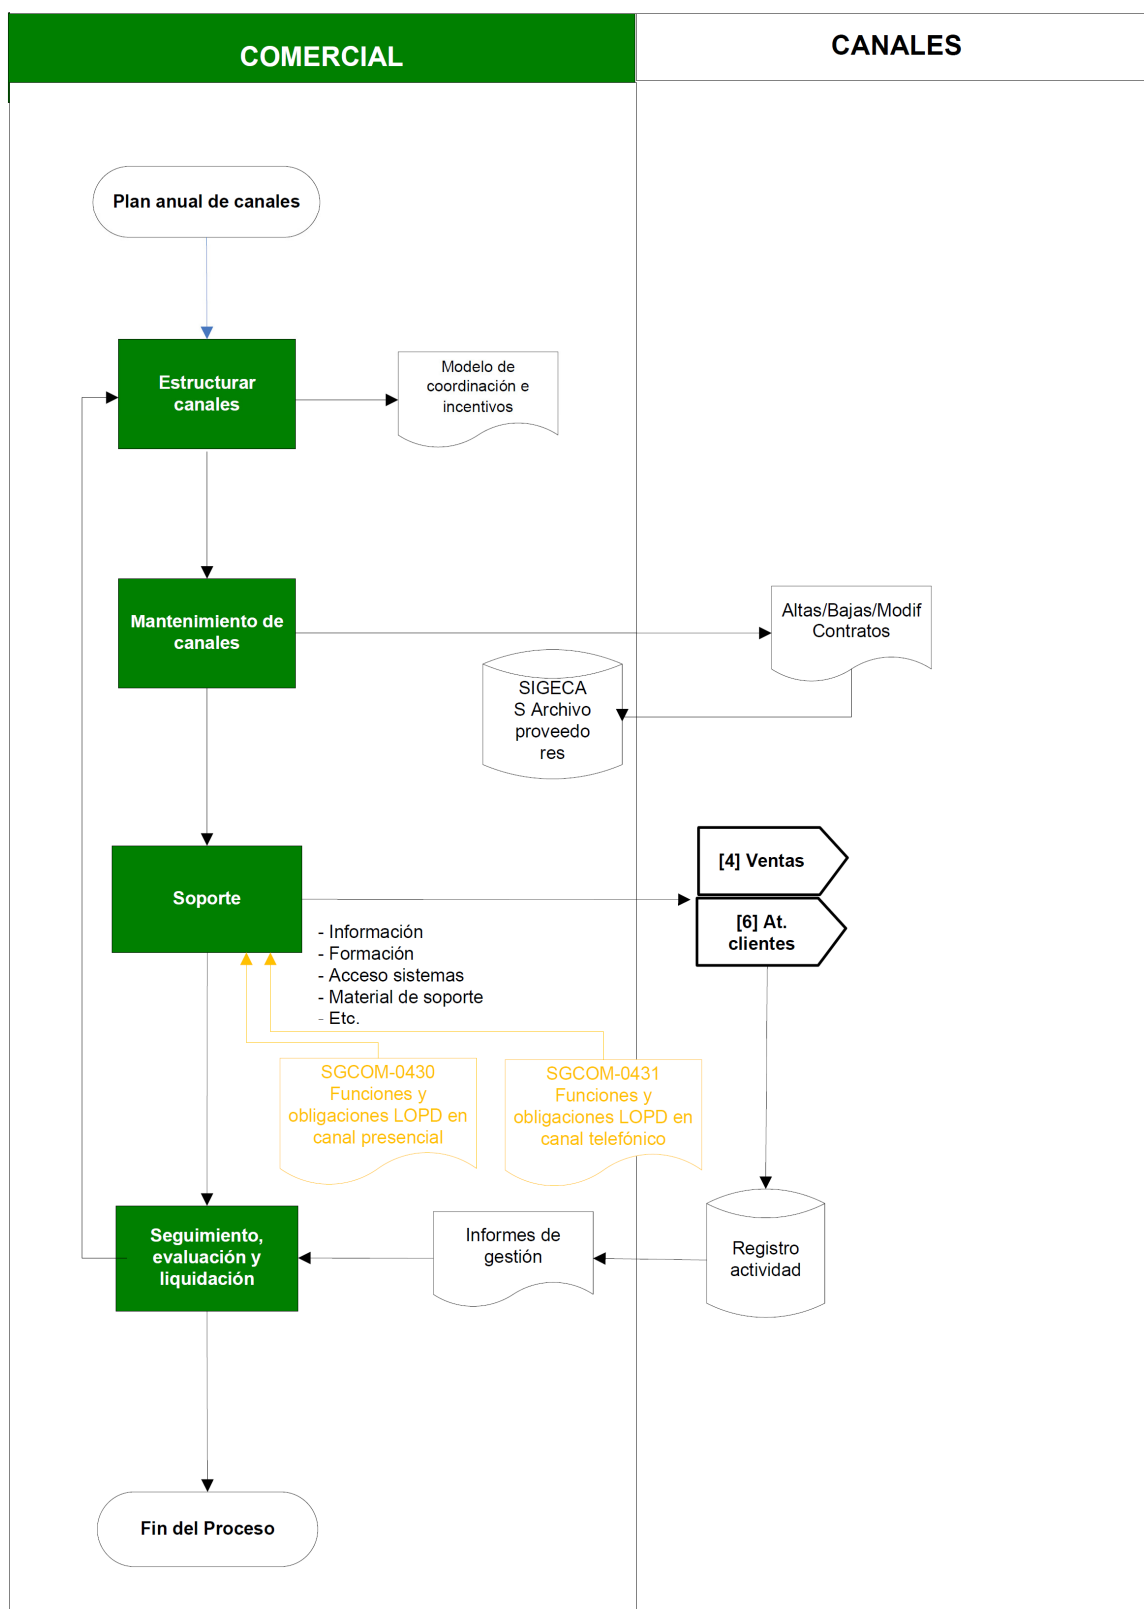 COMERCIAL
CANALES
Plan anual de canales
Estructurar
canales
Modelo de
coordinación e
incentivos
Mantenimiento de
canales
Altas/Bajas/Modif
Contratos
SIGECA
S Archivo
proveedo
res
Soporte
[4] Ventas
[6] At.
clientes
- Información
- Formación
- Acceso sistemas
- Material de soporte
- Etc.
SGCOM-0430
Funciones y
obligaciones LOPD en
canal presencial
SGCOM-0431
Funciones y
obligaciones LOPD en
canal telefónico
Seguimiento,
evaluación y
liquidación
Informes de
gestión
Registro
actividad
Fin del Proceso